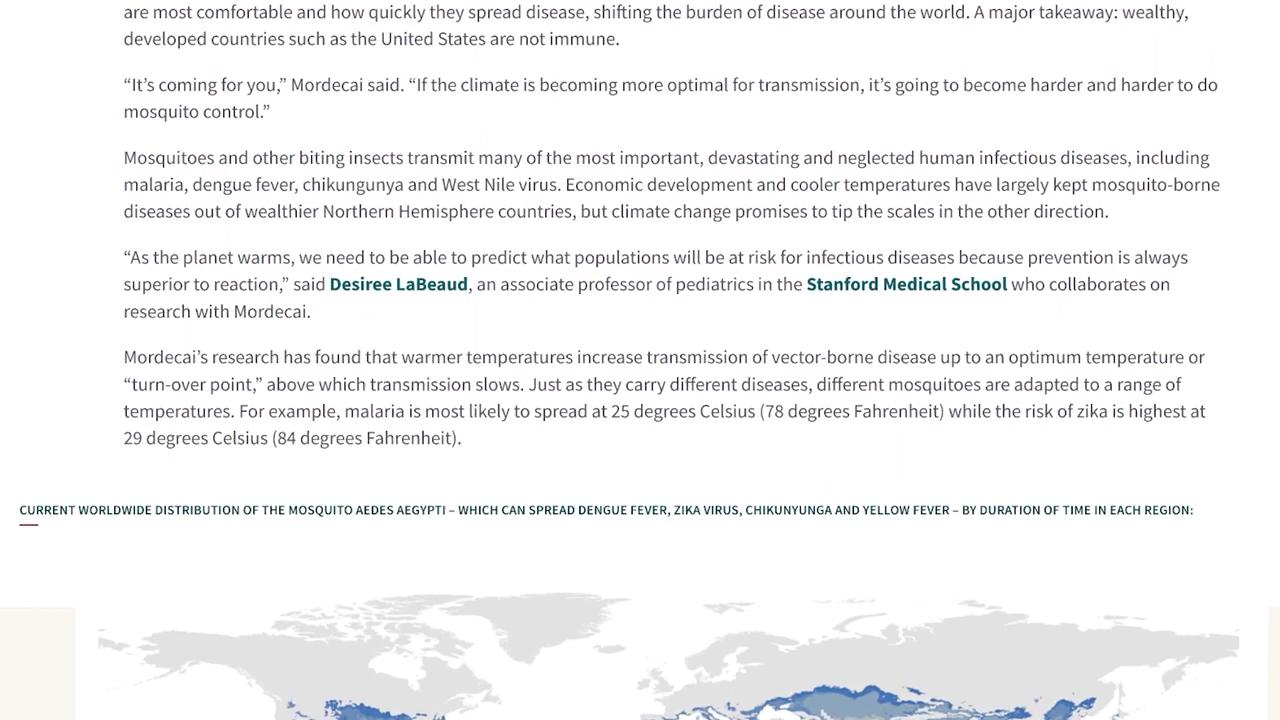 are most comfortable and how quickly they spread disease, shifting the burden of disease around the world. A major takeaway: wealthy,
developed countries such as the United States are not immune.
“It’s coming for you,” Mordecai said. “If the climate is becoming more optimal for transmission, it’s going to become harder and harder to do
mosquito control.”
Mosquitoes and other biting insects transmit many of the most important, devastating and neglected human infectious diseases, including
malaria, dengue fever, chikungunya and West Nile virus. Economic development and cooler temperatures have largely kept mosquito-borne
diseases out of wealthier Northern Hemisphere countries, but climate change promises to tip the scales in the other direction.
“As the planet warms, we need to be able to predict what populations will be at risk for infectious diseases because prevention is always
superior to reaction,” said Desiree LaBeaud, an associate professor of pediatrics in the Stanford Medical School who collaborates on
research with Mordecai.
Mordecai’s research has found that warmer temperatures increase transmission of vector-borne disease up to an optimum temperature or
“turn-over point,” above which transmission slows. Just as they carry different diseases, different mosquitoes are adapted to a range of
temperatures. For example, malaria is most likely to spread at 25 degrees Celsius (78 degrees Fahrenheit) while the risk of zika is highest at
29 degrees Celsius (84 degrees Fahrenheit).
CURRENT WORLDWIDE DISTRIBUTION OF THE MOSQUITO AEDES AEGYPTI – WHICH CAN SPREAD DENGUE FEVER, ZIKA VIRUS, CHIKUNYUNGA AND YELLOW FEVER – BY DURATION OF TIME IN EACH REGION: